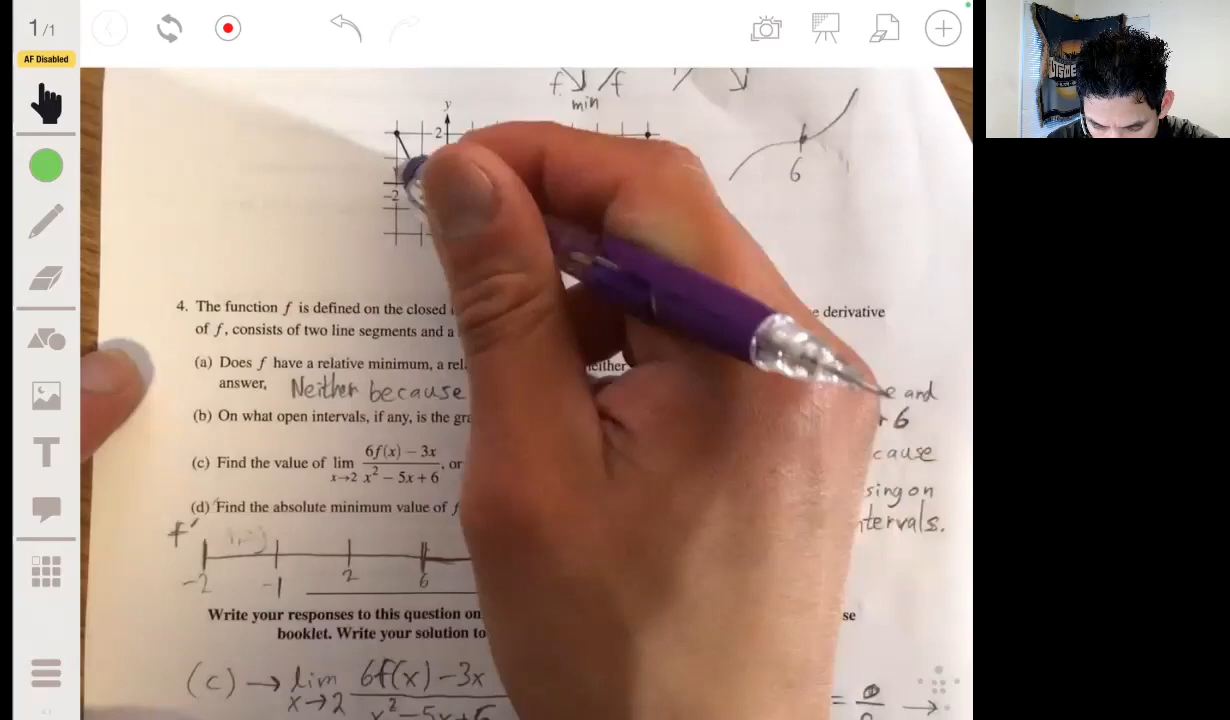 1/1
AF Disabled
f f
min
y
2
6
-2
4. The function f is defined on the closed
e derivative
of f, consists of two line segments and a
(a) Does f have a relative minimum, a rel
either
answer, Neither because
e and
6
(b) On what open intervals, if any, is the gra
cause
(c) Find the value of lim x→2 6f(x) − 3x / x² − 5x + 6, or
sing on
(d) Find the absolute minimum value of f
tervals.
f'
-2 -1 2 6
Write your responses to this question on
se
booklet. Write your solution to
(c) → lim x→2 6f(x) − 3x / x² − 5x + 6
= 0/0 →
T